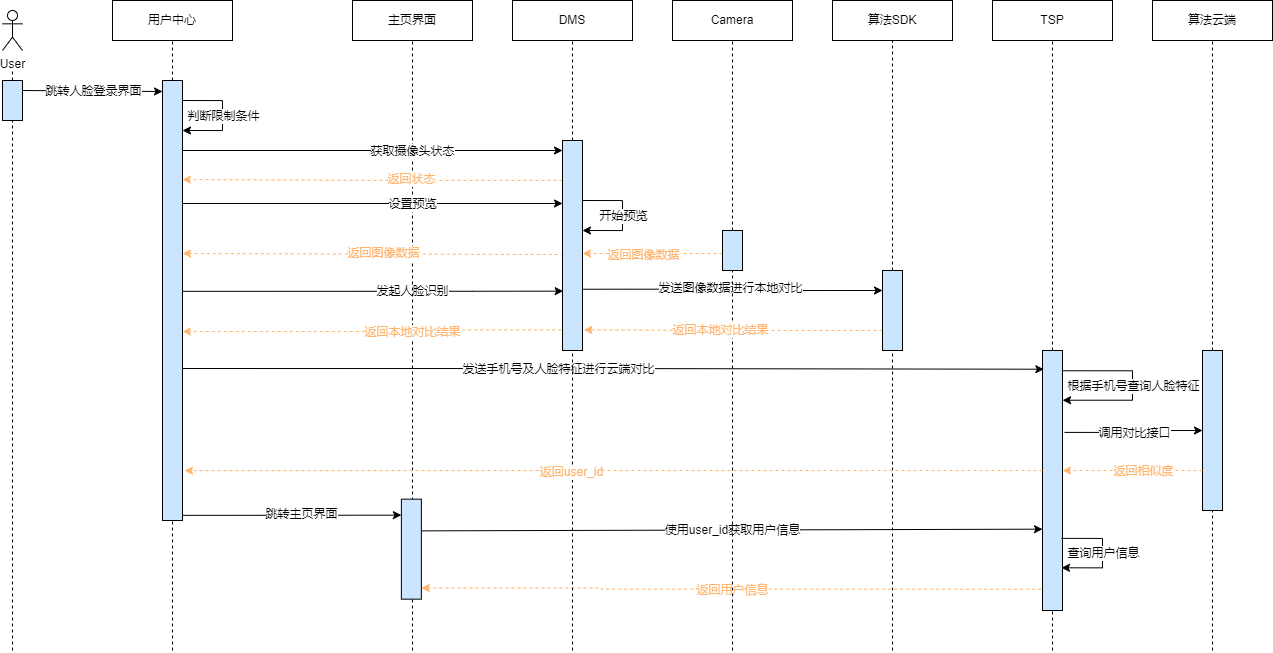 用户中心
主页界面
DMS
Camera
算法SDK
TSP
算法云端
User
跳转人脸登录界面
判断限制条件
获取摄像头状态
返回状态
设置预览
开始预览
返回图像数据
返回图像数据
发起人脸识别
发送图像数据进行本地对比
返回本地对比结果
返回本地对比结果
发送手机号及人脸特征进行云端对比
根据手机号查询人脸特征
调用对比接口
返回user_id
返回相似度
跳转主页界面
使用user_id获取用户信息
查询用户信息
返回用户信息